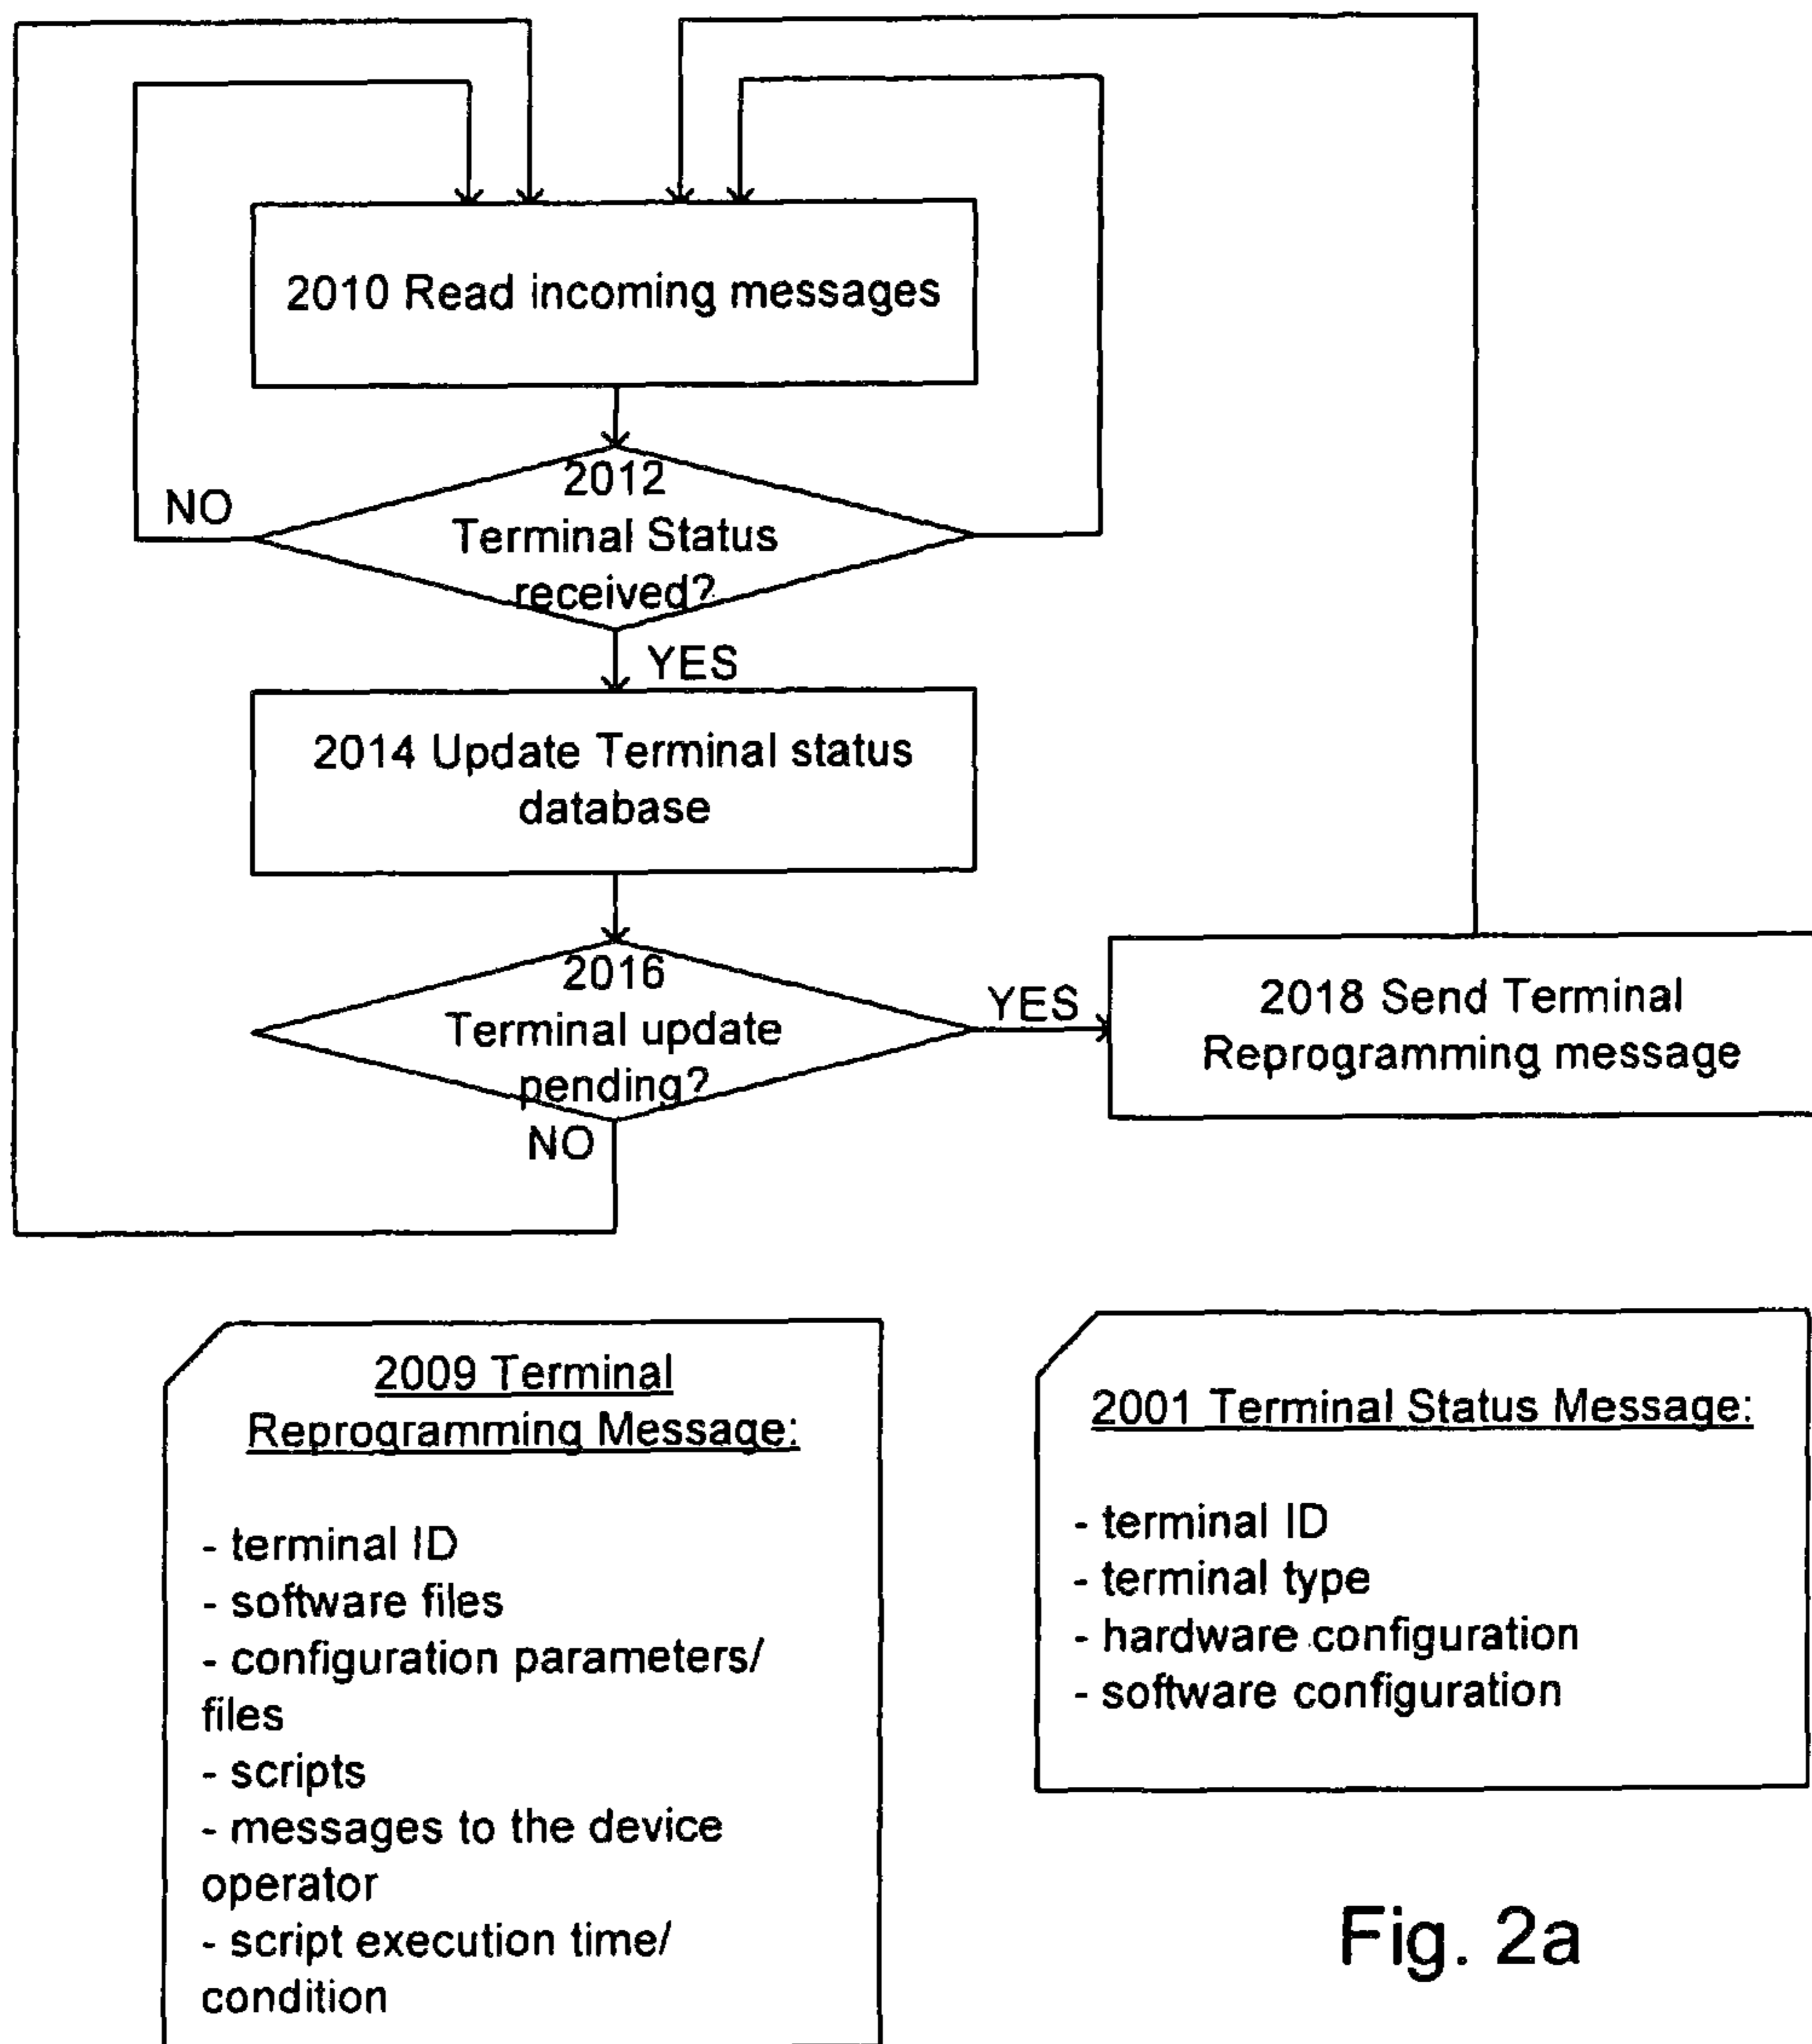 2010 Read incoming messages
2012
Terminal Status
received?
NO
YES
2014 Update Terminal status
database
2016
Terminal update
pending?
YES
NO
2018 Send Terminal
Reprogramming message
2009 Terminal
Reprogramming Message:
- terminal ID
- software files
- configuration parameters/
files
- scripts
- messages to the device
operator
- script execution time/
condition
2001 Terminal Status Message:
- terminal ID
- terminal type
- hardware configuration
- software configuration
Fig. 2a